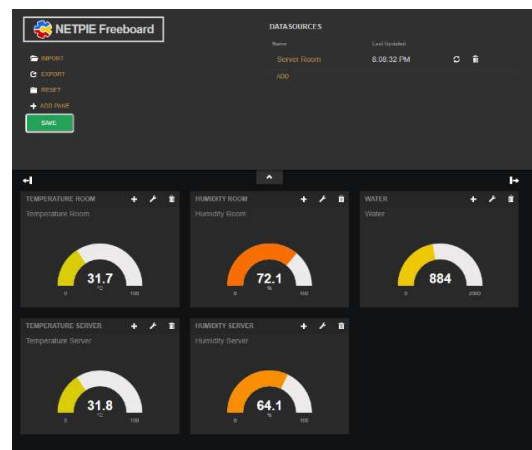 NETPIE Freeboard
IMPORT
EXPORT
RESET
ADD PANE
SAVE
DATASOURCES
Name Last Updated
Server Room 8:08:32 PM
ADD
TEMPERATURE ROOM
Temperature Room
31.7
°C
0 100
HUMIDITY ROOM
Humidity Room
72.1
%
0 100
WATER
Water
884
0 2000
TEMPERATURE SERVER
Temperature Server
31.8
°C
0 100
HUMIDITY SERVER
Humidity Server
64.1
%
0 100